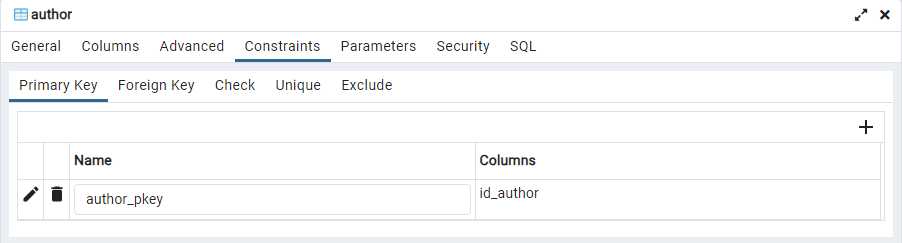 author
General Columns Advanced Constraints Parameters Security SQL
Primary Key Foreign Key Check Unique Exclude
Name Columns
author_pkey id_author